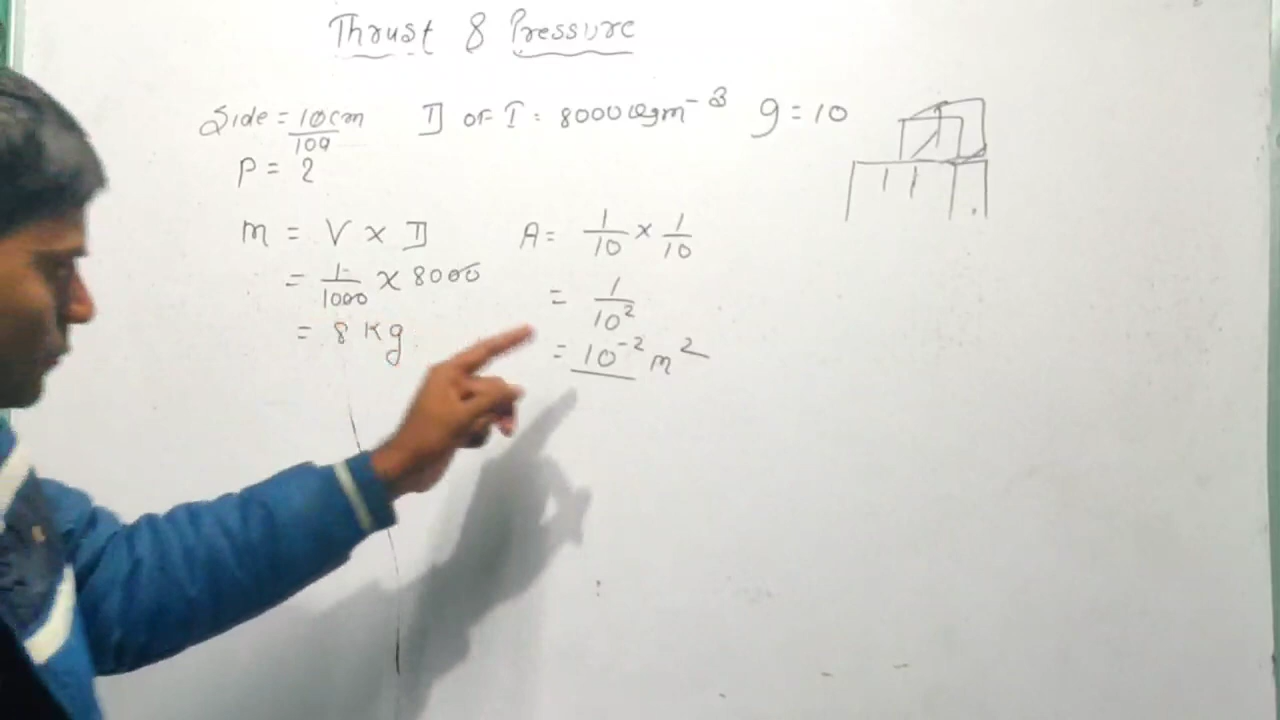 Thrust & Pressure
Side = 10cm/100 D of I: 8000 kgm⁻³ g = 10
P = ?
m = V × D A = 1/10 × 1/10
= 1/1000 × 8000 = 1/10²
= 8 Kg = 10⁻² m²